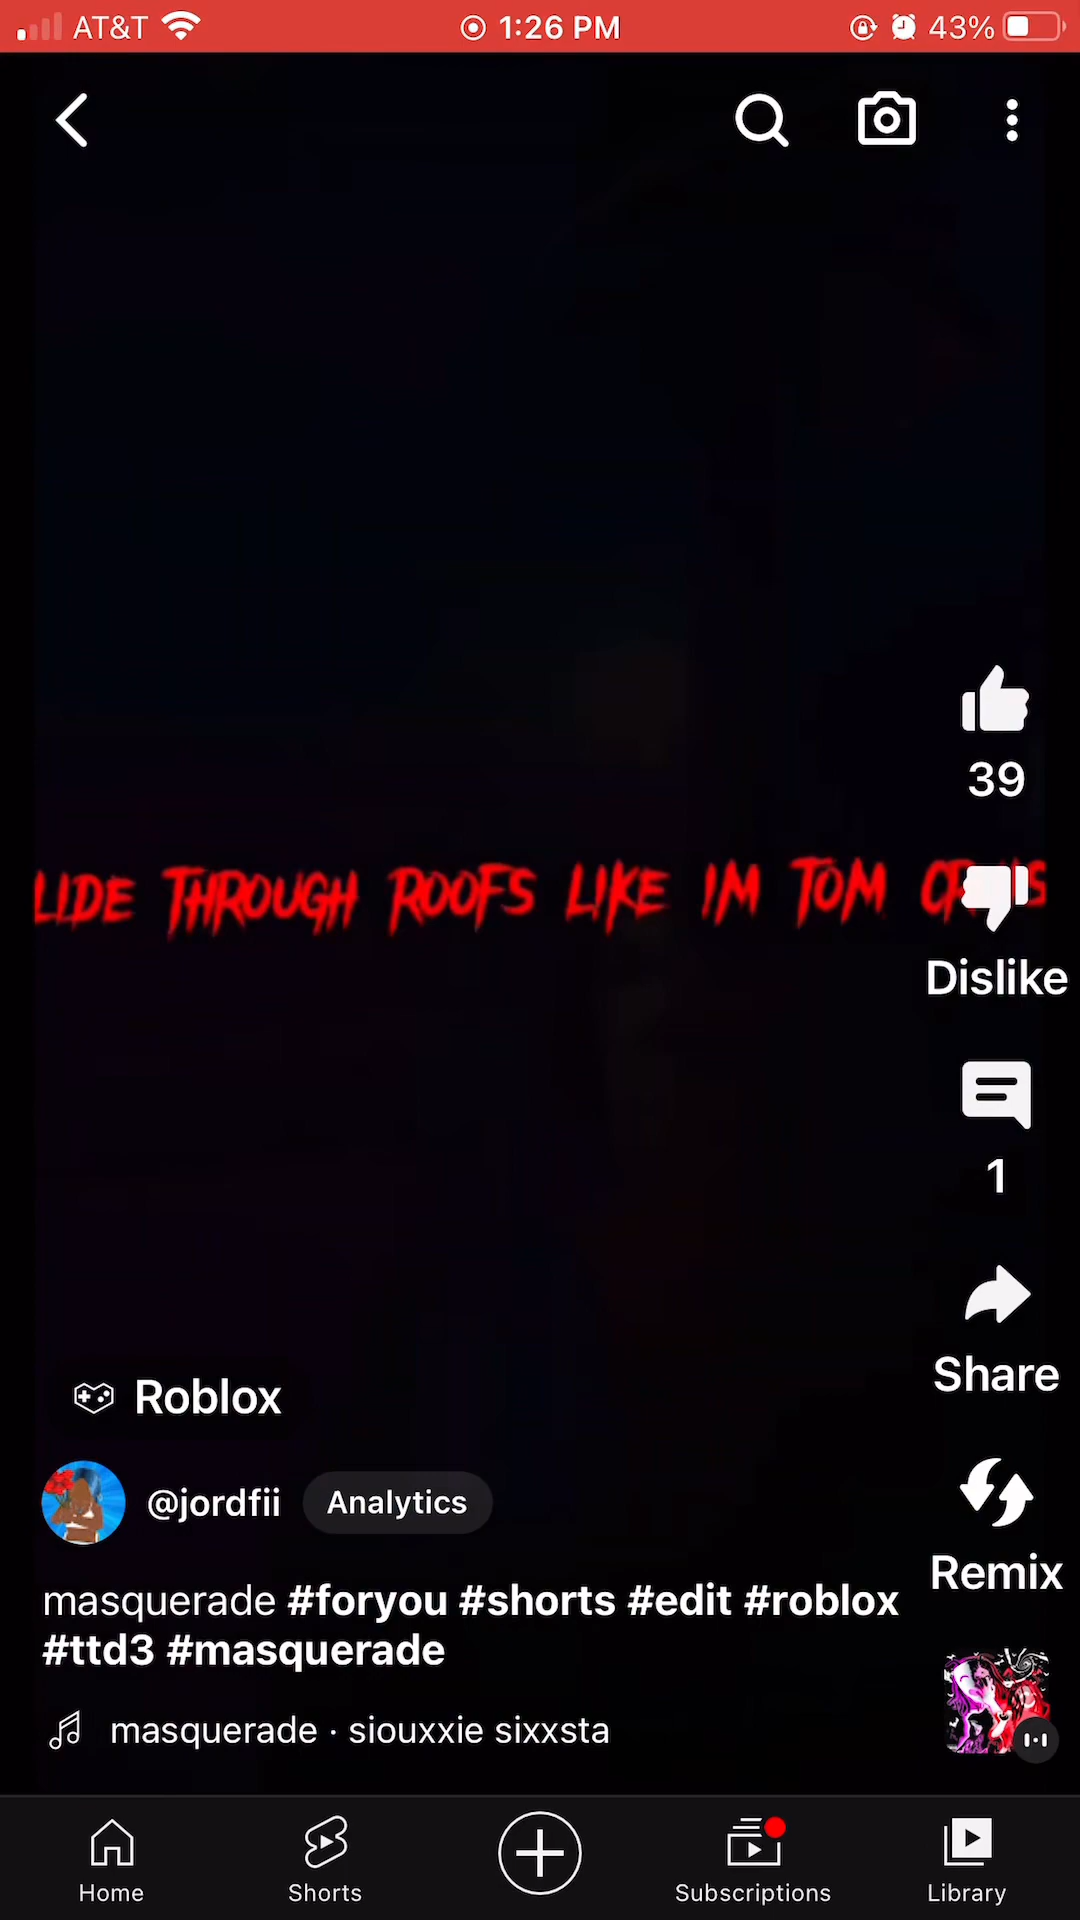 AT&T 1:26 PM 43%
39
LIDE THROUGH ROOFS LIKE IM TOM
Dislike
1
Share
Roblox
@jordfii Analytics
Remix
masquerade #foryou #shorts #edit #roblox
#ttd3 #masquerade
masquerade · siouxxie sixxsta
Home Shorts Subscriptions Library